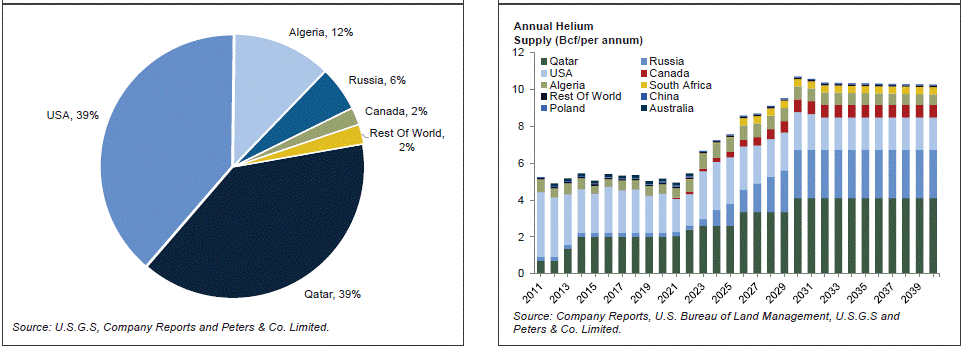 Algeria, 12%
Russia, 6%
Canada, 2%
Rest Of World,
2%
USA, 39%
Qatar, 39%
Source: U.S.G.S, Company Reports and Peters & Co. Limited.
Annual Helium
Supply (Bcf/per annum)
12
10
8
6
4
2
0
Qatar
Russia
USA
Canada
Algeria
South Africa
Rest Of World
China
Poland
Australia
2011
2013
2015
2017
2019
2021
2023
2025
2027
2029
2031
2033
2035
2037
2039
Source: Company Reports, U.S. Bureau of Land Management, U.S.G.S and
Peters & Co. Limited.